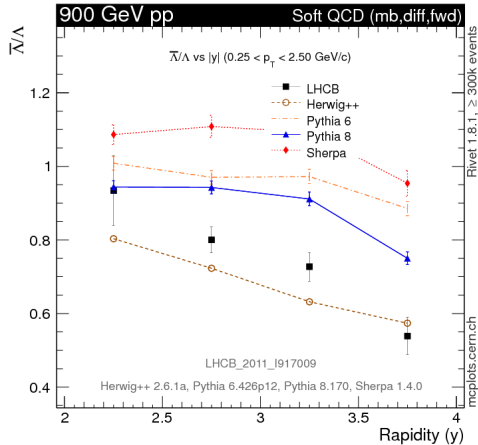 900 GeV pp
Soft QCD (mb,diff,fwd)
Λ̅/Λ
Λ̅/Λ vs |y| (0.25 < p_T < 2.50 GeV/c)
LHCB
Herwig++
Pythia 6
Pythia 8
Sherpa
1.2
1
0.8
0.6
0.4
2
2.5
3
3.5
4
Rapidity (y)
LHCB_2011_I917009
Herwig++ 2.6.1a, Pythia 6.426p12, Pythia 8.170, Sherpa 1.4.0
Rivet 1.8.1, ≥ 300k events
mcplots.cern.ch